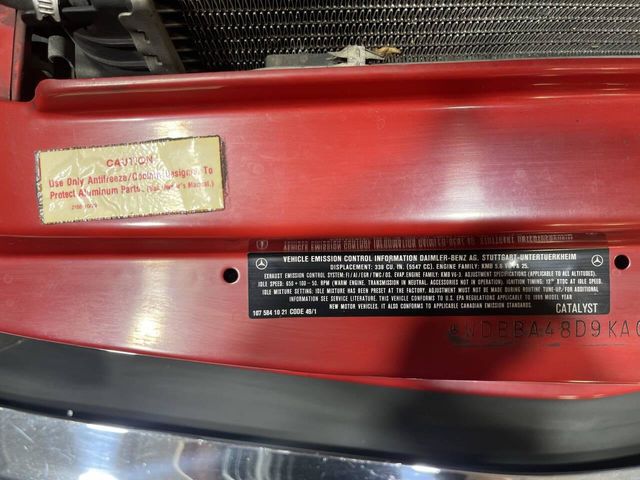 CAUTION
Use Only Antifreeze/Coolant Designed To
Protect Aluminum Parts. (See Owner's Manual.)
VEHICLE EMISSION CONTROL INFORMATION DAIMLER-BENZ AG. STUTTGART-UNTERTUERKHEIM
DISPLACEMENT: 339 CU, IN. (5547 CC). ENGINE FAMILY: KMB 5.6
EXHAUST EMISSION CONTROL SYSTEM: FI/AI/EGR/TWC/OS. EVAP. ENGINE FAMILY: KMB V6-3. ADJUSTMENT SPECIFICATIONS (APPLICABLE TO ALL ALTITUDES).
IDLE SPEED: 650 + 100 - 50, RPM (WARM ENGINE, TRANSMISSION IN NEUTRAL, ACCESSORIES NOT IN OPERATION). IGNITION TIMING: 12° BTDC AT IDLE SPEED.
IDLE MIXTURE SETTING: IDLE MIXTURE HAS BEEN PRESET AT THE FACTORY. ADJUSTMENT MUST NOT BE MADE DURING ROUTINE TUNE-UP/FOR ADDITIONAL
INFORMATION SEE SERVICE LITERATURE. THIS VEHICLE CONFORMS TO U.S. EPA REGULATIONS APPLICABLE TO 1989 MODEL YEAR
NEW MOTOR VEHICLES. IT ALSO CONFORMS TO APPLICABLE CANADIAN EMISSION STANDARDS.
107 584 10 21 CODE 49/1 CATALYST
WDBBA48D9KA0